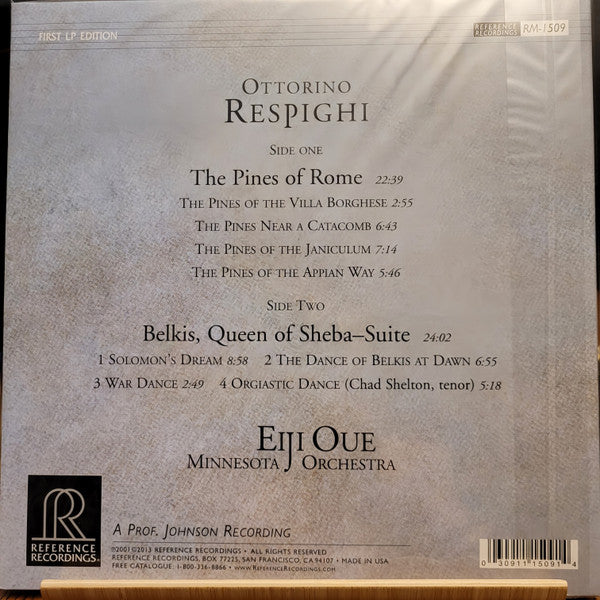 FIRST LP EDITION
REFERENCE RECORDINGS RM-1509
OTTORINO
RESPIGHI
SIDE ONE
The Pines of Rome 22:39
THE PINES OF THE VILLA BORGHESE 2:55
THE PINES NEAR A CATACOMB 6:43
THE PINES OF THE JANICULUM 7:14
THE PINES OF THE APPIAN WAY 5:46
SIDE TWO
Belkis, Queen of Sheba–Suite 24:02
1 SOLOMON'S DREAM 8:58 2 THE DANCE OF BELKIS AT DAWN 6:55
3 WAR DANCE 2:49 4 ORGIASTIC DANCE (Chad Shelton, tenor) 5:18
EIJI OUE
MINNESOTA ORCHESTRA
R
REFERENCE
RECORDINGS
A PROF. JOHNSON RECORDING
℗2001©2013 REFERENCE RECORDINGS • ALL RIGHTS RESERVED
REFERENCE RECORDINGS, BOX 77225, SAN FRANCISCO, CA 94107 • MADE IN USA
FREE CATALOGUE: 1-800-336-8866 • WWW.REFERENCERECORDINGS.COM
0 30911 15091 4